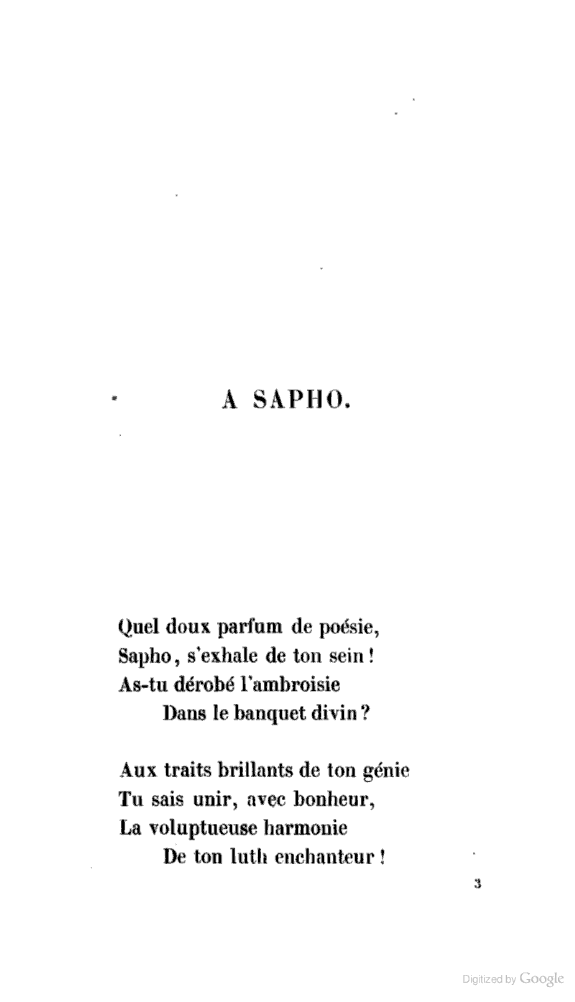 A SAPHO.
Quel doux parfum de poésie,
Sapho, s'exhale de ton sein !
As-tu dérobé l'ambroisie
Dans le banquet divin ?
Aux traits brillants de ton génie
Tu sais unir, avec bonheur,
La voluptueuse harmonie
De ton luth enchanteur !
3
Digitized by Google